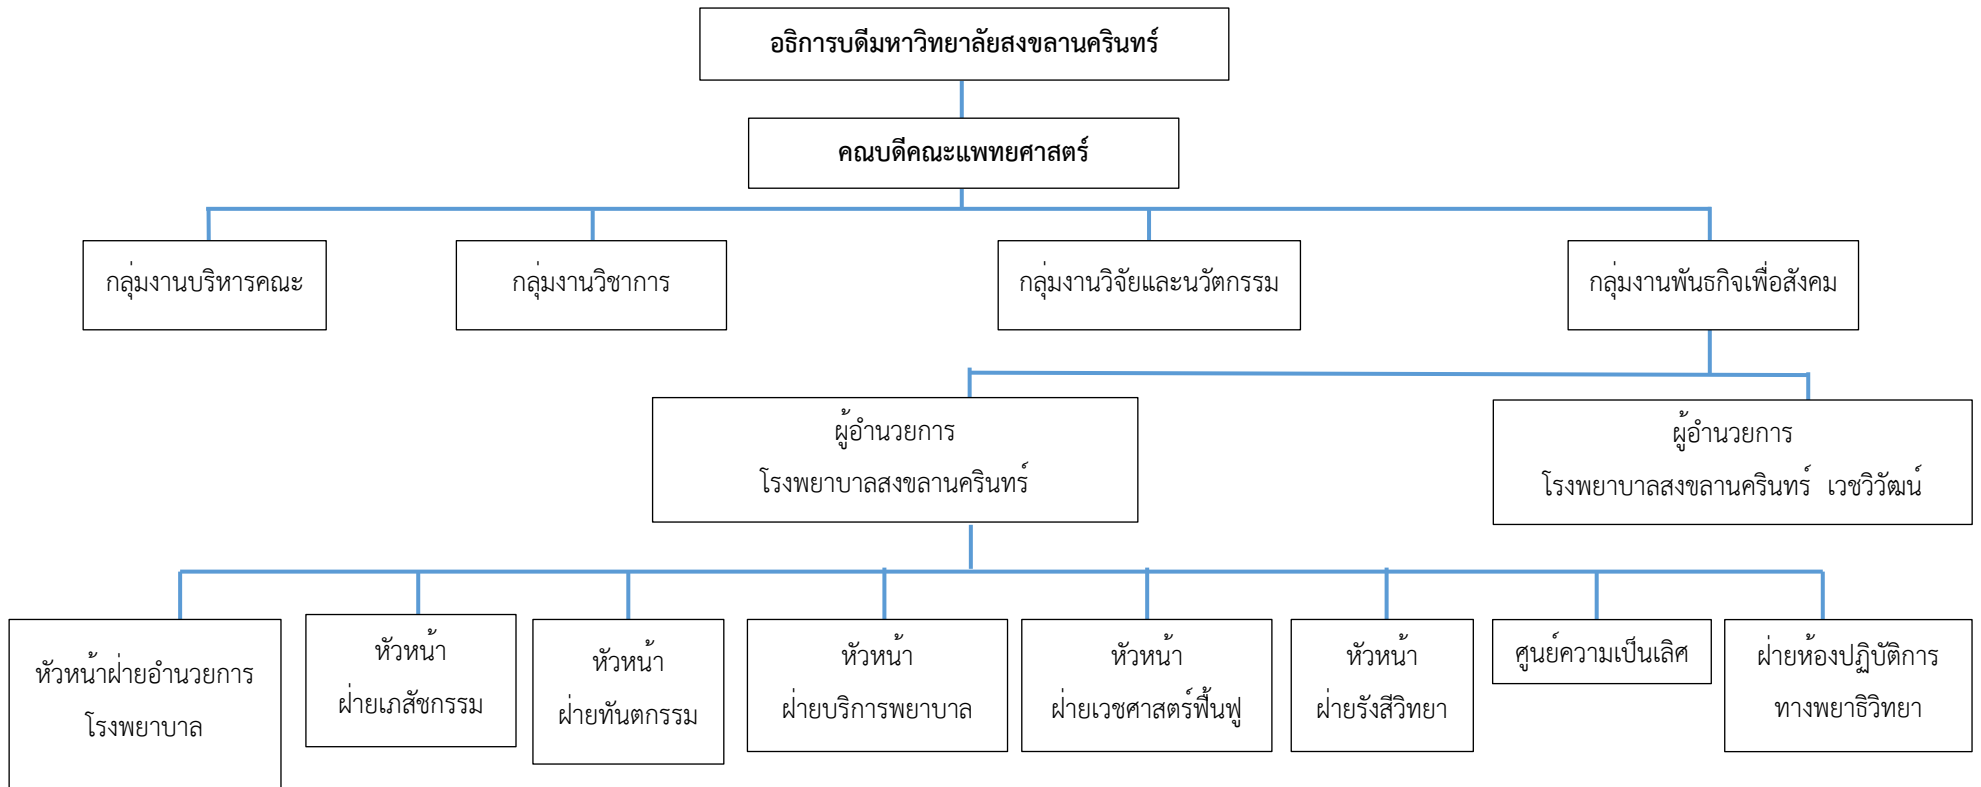 อธิการบดีมหาวิทยาลัยสงขลานครินทร์
คณบดีคณะแพทยศาสตร์
กลุ่มงานบริหารคณะ
กลุ่มงานวิชาการ
กลุ่มงานวิจัยและนวัตกรรม
กลุ่มงานพันธกิจเพื่อสังคม
ผู้อำนวยการ
โรงพยาบาลสงขลานครินทร์
ผู้อำนวยการ
โรงพยาบาลสงขลานครินทร์ เวชวิวัฒน์
หัวหน้าฝ่ายอำนวยการ
โรงพยาบาล
หัวหน้า
ฝ่ายเภสัชกรรม
หัวหน้า
ฝ่ายทันตกรรม
หัวหน้า
ฝ่ายบริการพยาบาล
หัวหน้า
ฝ่ายเวชศาสตร์ฟื้นฟู
หัวหน้า
ฝ่ายรังสีวิทยา
ศูนย์ความเป็นเลิศ
ฝ่ายห้องปฏิบัติการ
ทางพยาธิวิทยา